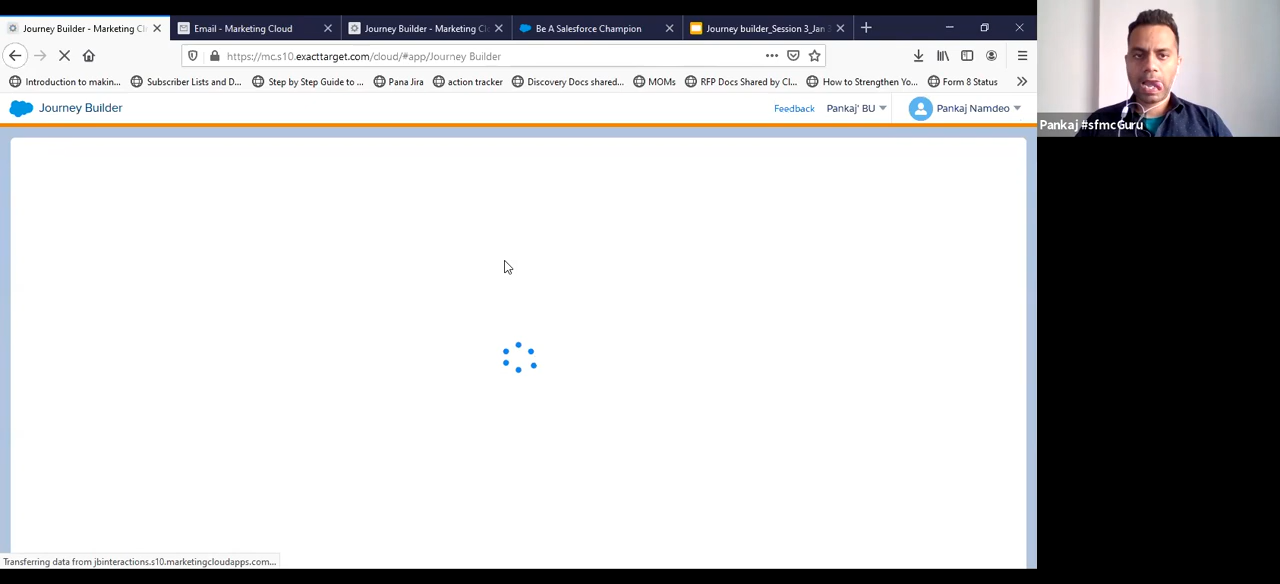 Journey Builder - Marketing Cl
Email - Marketing Cloud
Journey Builder - Marketing C
Be A Salesforce Champion
Journey builder_Session 3_Jan 3
https://mc.s10.exacttarget.com/cloud/#app/Journey Builder
Introduction to makin...
Subscriber Lists and D...
Step by Step Guide to ...
Pana Jira
action tracker
Discovery Docs shared...
MOMs
RFP Docs Shared by Cl...
How to Strengthen Yo...
Form 8 Status
Journey Builder
Feedback
Pankaj' BU
Pankaj Namdeo
Pankaj #sfmcGuru
Transferring data from jbinteractions.s10.marketingcloudapps.com...